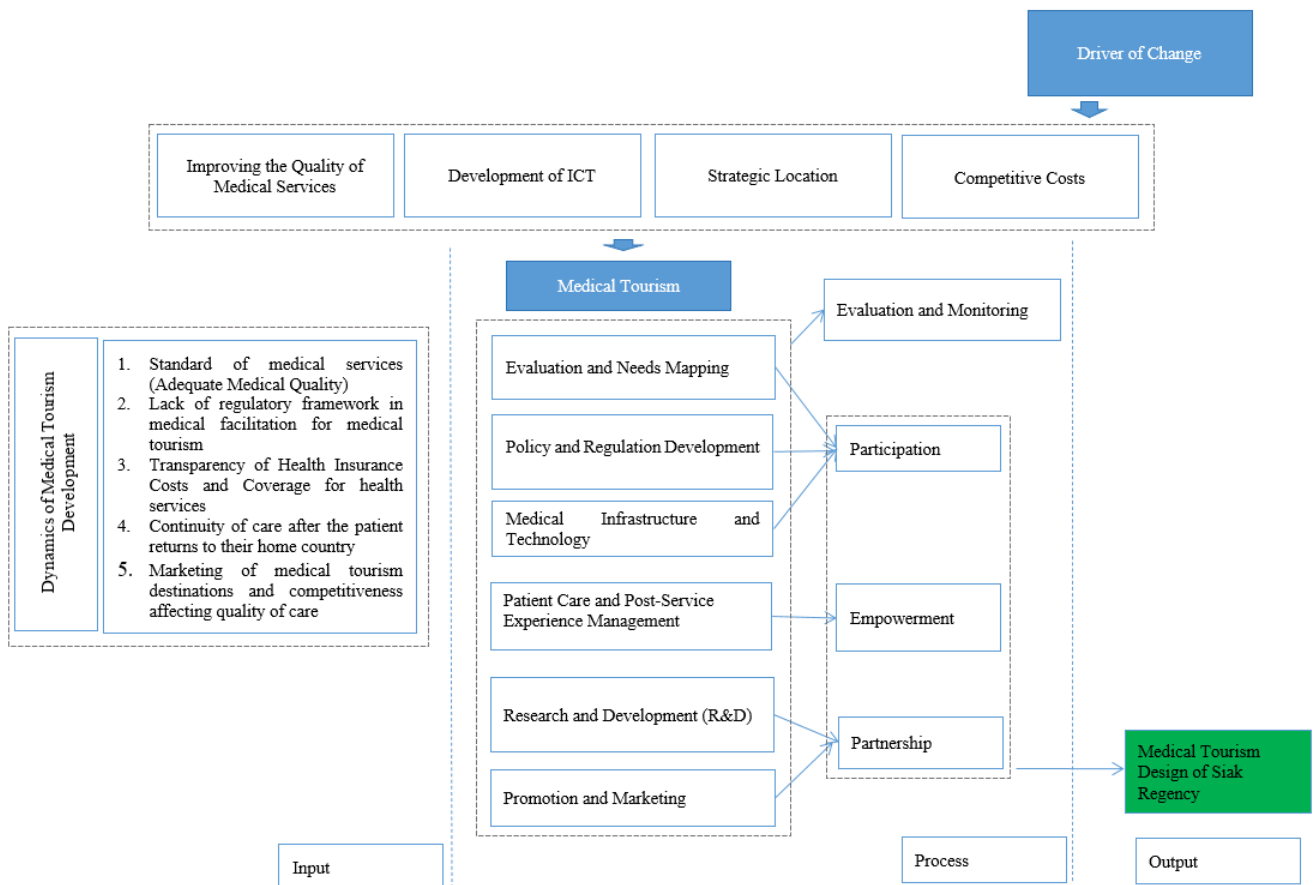 Driver of Change
Improving the Quality of
Medical Services
Development of ICT
Strategic Location
Competitive Costs
Medical Tourism
Evaluation and Monitoring
Dynamics of Medical Tourism
Development
1. Standard of medical services
(Adequate Medical Quality)
2. Lack of regulatory framework in
medical facilitation for medical
tourism
3. Transparency of Health Insurance
Costs and Coverage for health
services
4. Continuity of care after the patient
returns to their home country
5. Marketing of medical tourism
destinations and competitiveness
affecting quality of care
Evaluation and Needs Mapping
Policy and Regulation Development
Medical Infrastructure and
Technology
Patient Care and Post-Service
Experience Management
Research and Development (R&D)
Promotion and Marketing
Participation
Empowerment
Partnership
Medical Tourism
Design of Siak
Regency
Input
Process
Output